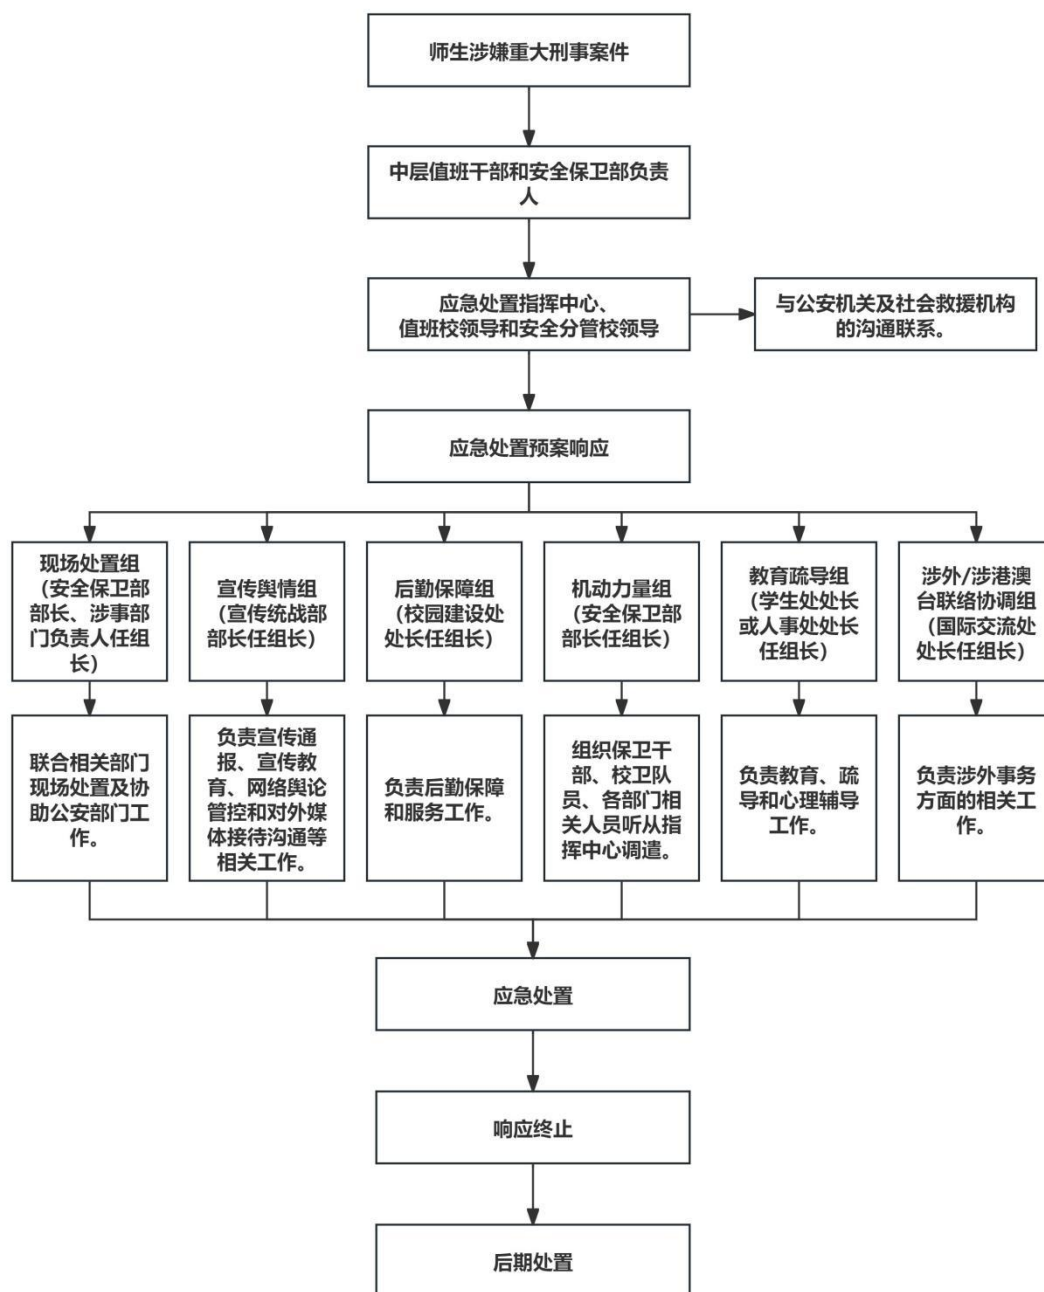 师生涉嫌重大刑事案件
中层值班干部和安全保卫部负责
人
应急处置指挥中心、
值班校领导和安全分管校领导
与公安机关及社会救援机构
的沟通联系。
应急处置预案响应
现场处置组
（安全保卫部
部长、涉事部
门负责人任组
长）
宣传舆情组
（宣传统战部
部长任组长）
后勤保障组
（校园建设处
处长任组长）
机动力量组
（安全保卫部
部长任组长）
教育疏导组
（学生处处长
或人事处处长
任组长）
涉外/涉港澳
台联络协调组
（国际交流处
处长任组长）
联合相关部门
现场处置及协
助公安部门工
作。
负责宣传通
报、宣传教
育、网络舆论
管控和对外媒
体接待沟通等
相关工作。
负责后勤保障
和服务工作。
组织保卫干
部、校卫队
员、各部门相
关人员听从指
挥中心调遣。
负责教育、疏
导和心理辅导
工作。
负责涉外事务
方面的相关工
作。
应急处置
响应终止
后期处置